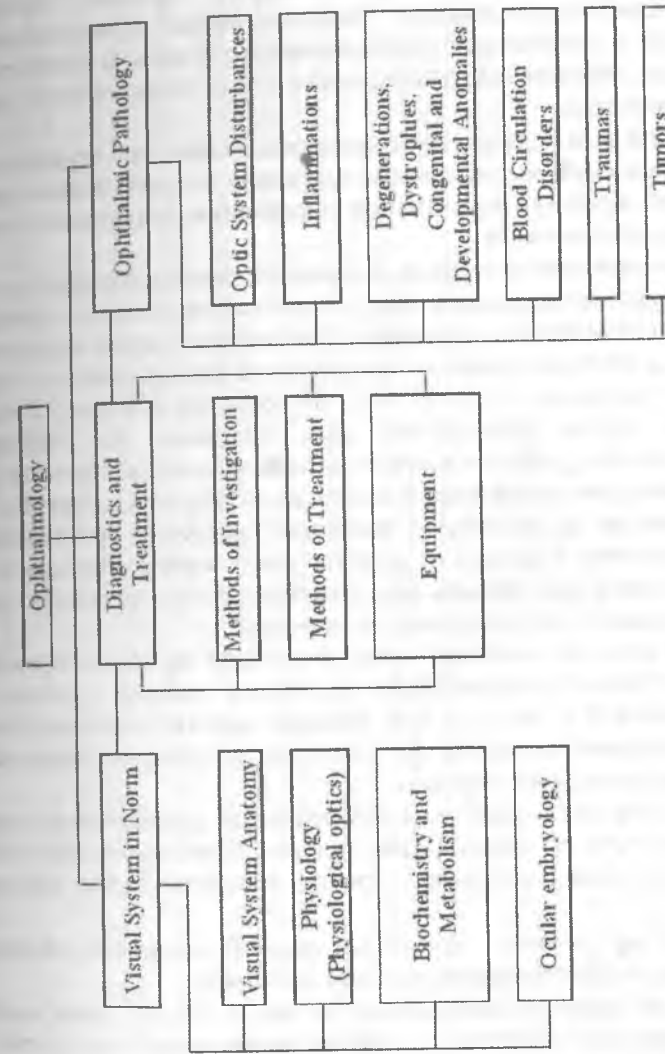 Ophthalmology
Visual System in Norm
Diagnostics and
Treatment
Ophthalmic Pathology
Visual System Anatomy
Physiology
(Physiological optics)
Biochemistry and
Metabolism
Ocular embryology
Methods of Investigation
Methods of Treatment
Equipment
Optic System Disturbances
Inflammations
Degenerations,
Dystrophies,
Congenital and
Developmental Anomalies
Blood Circulation
Disorders
Traumas
Tumors